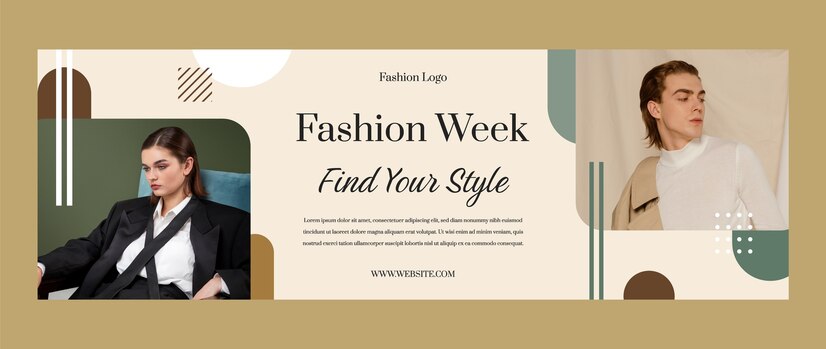 Fashion Logo
Fashion Week
Find Your Style
Lorem ipsum dolor sit amet, consectetuer adipiscing elit, sed diam nonummy nibh euismod
tincidunt ut laoreet dolore magna aliquam erat volutpat. Ut wisi enim ad minim veniam, quis
nostrud exerci tation ullamcorper suscipit lobortis nisl ut aliquip ex ea commodo consequat.
WWW.WEBSITE.COM